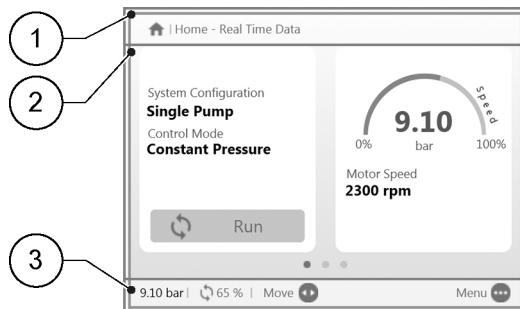 1
| Home - Real Time Data
2
System Configuration
Single Pump
Control Mode
Constant Pressure
Run
Speed
9.10
0% bar 100%
Motor Speed
2300 rpm
3
9.10 bar | 65 % | Move Menu